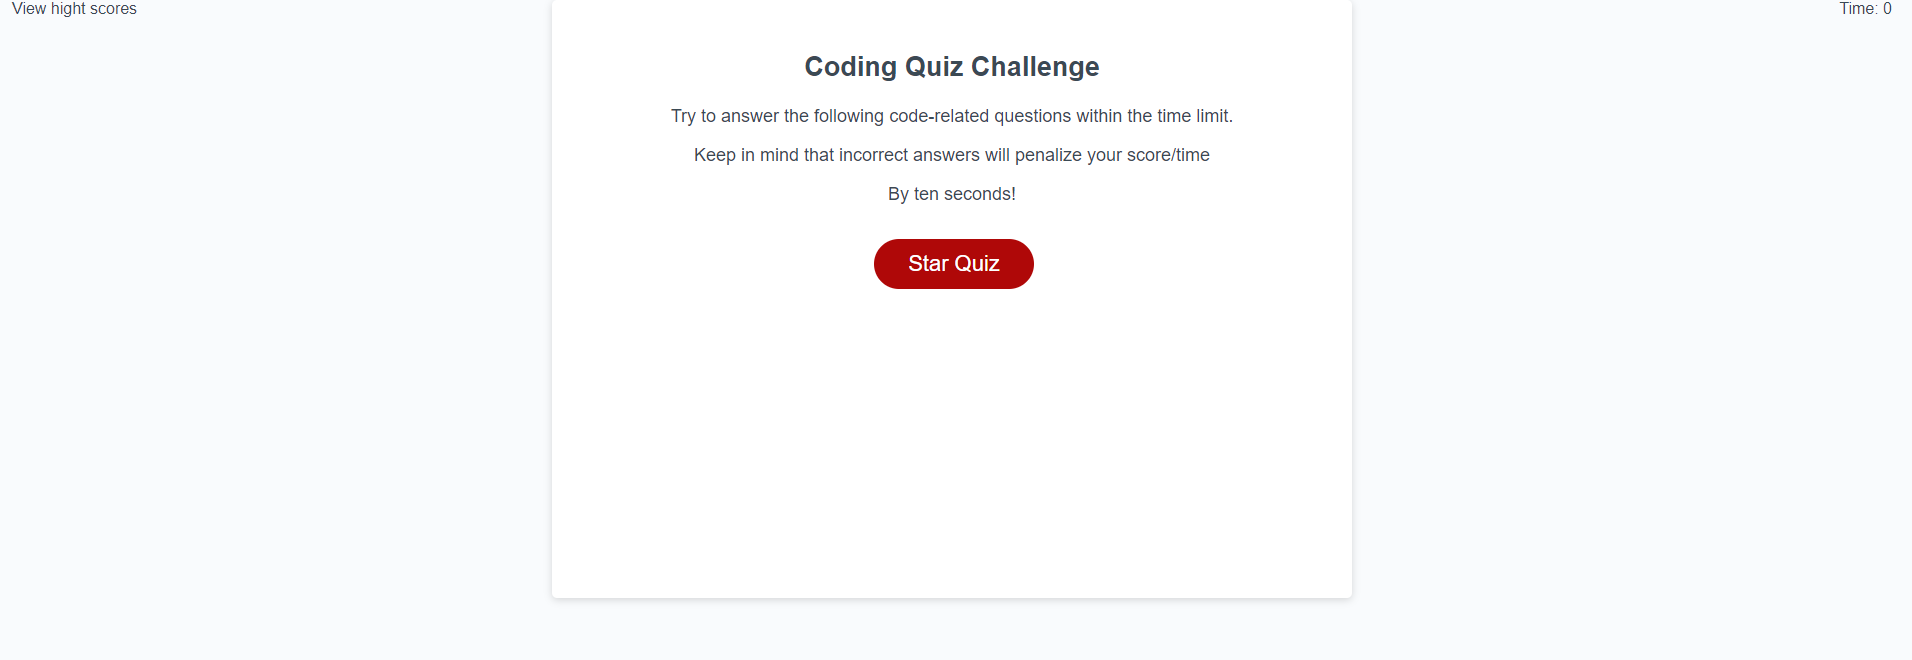 View hight scores
Time: 0
Coding Quiz Challenge
Try to answer the following code-related questions within the time limit.
Keep in mind that incorrect answers will penalize your score/time
By ten seconds!
Star Quiz